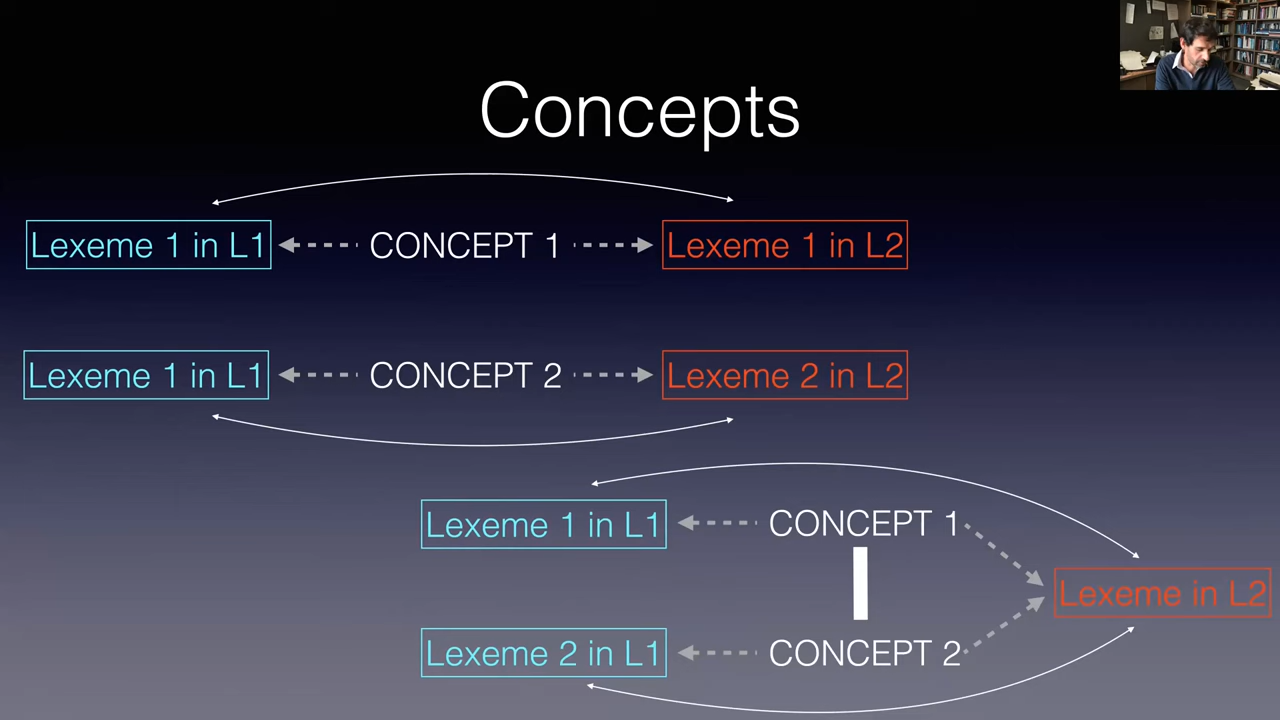 Concepts
Lexeme 1 in L1 CONCEPT 1 Lexeme 1 in L2
Lexeme 1 in L1 CONCEPT 2 Lexeme 2 in L2
Lexeme 1 in L1 CONCEPT 1
Lexeme in L2
Lexeme 2 in L1 CONCEPT 2